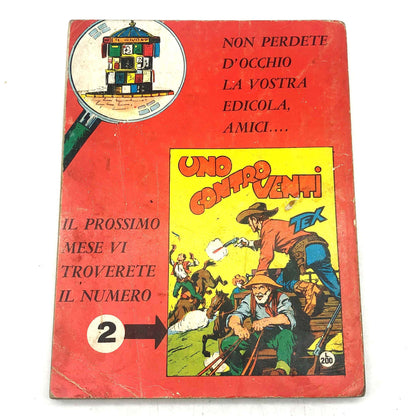 NON PERDETE
D'OCCHIO
LA VOSTRA
EDICOLA,
AMICI....
UNO
CONTRO
VENTI
TEX
IL PROSSIMO
MESE VI
TROVERETE
IL NUMERO
2
L.
200